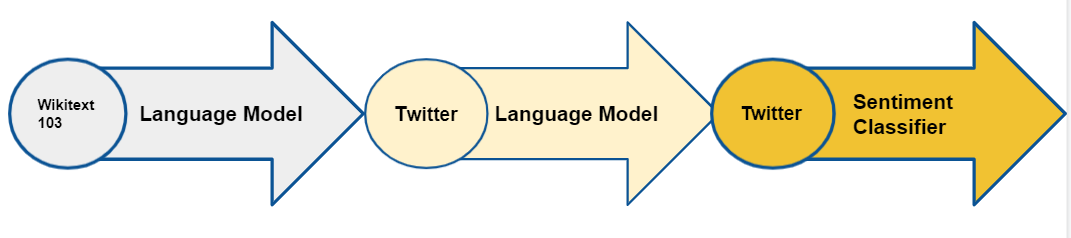 Wikitext
103
Language Model
Twitter
Language Model
Twitter
Sentiment
Classifier